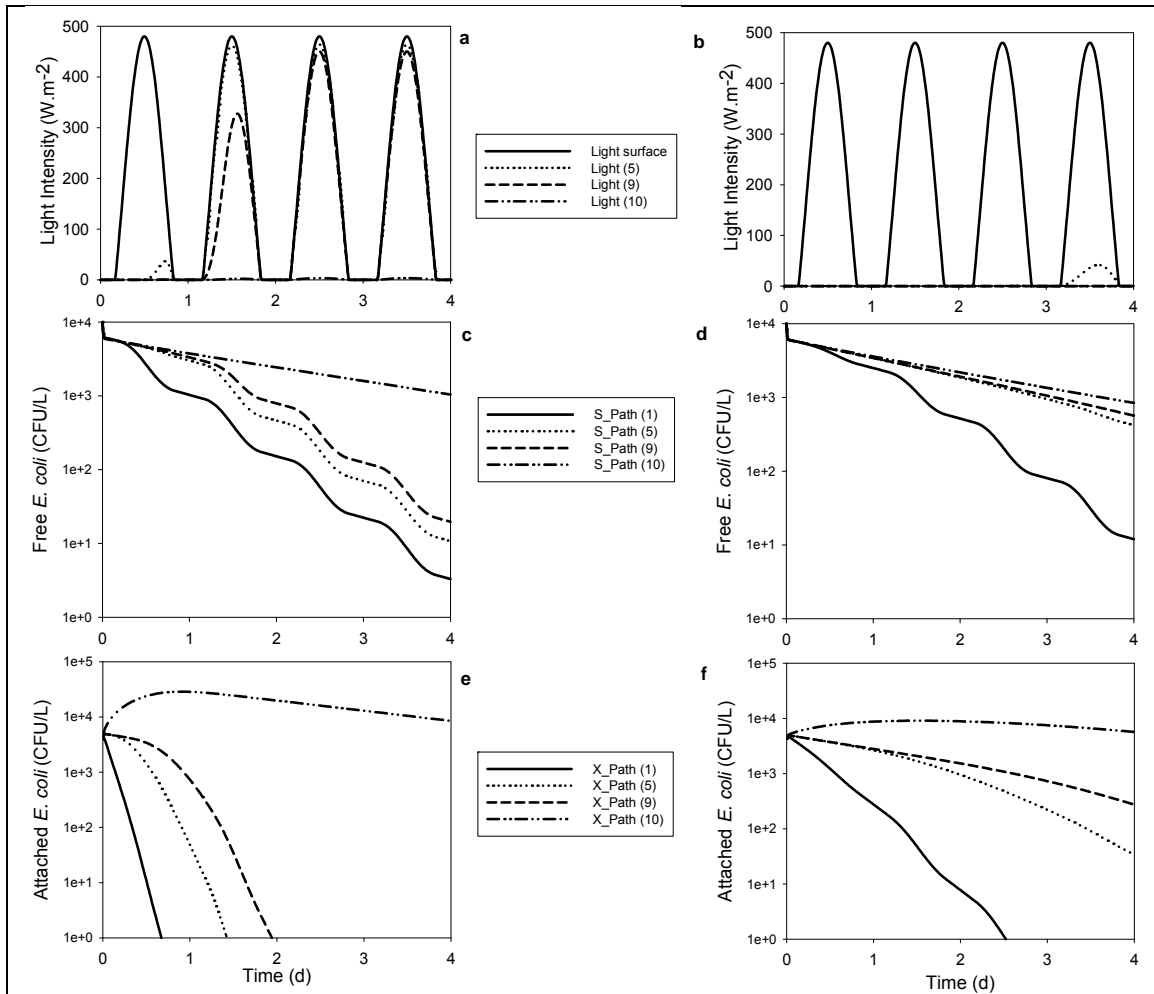 a
Light Intensity (W.m-2)
500
400
300
200
100
0
0 1 2 3 4
Light surface
Light (5)
Light (9)
Light (10)
b
Light Intensity (W.m-2)
500
400
300
200
100
0
0 1 2 3 4
c
Free E. coli (CFU/L)
1e+4
1e+3
1e+2
1e+1
1e+0
0 1 2 3 4
S_Path (1)
S_Path (5)
S_Path (9)
S_Path (10)
d
Free E. coli (CFU/L)
1e+4
1e+3
1e+2
1e+1
1e+0
0 1 2 3 4
e
Attached E. coli (CFU/L)
1e+5
1e+4
1e+3
1e+2
1e+1
1e+0
0 1 2 3 4
Time (d)
X_Path (1)
X_Path (5)
X_Path (9)
X_Path (10)
f
Attached E. coli (CFU/L)
1e+5
1e+4
1e+3
1e+2
1e+1
1e+0
0 1 2 3 4
Time (d)